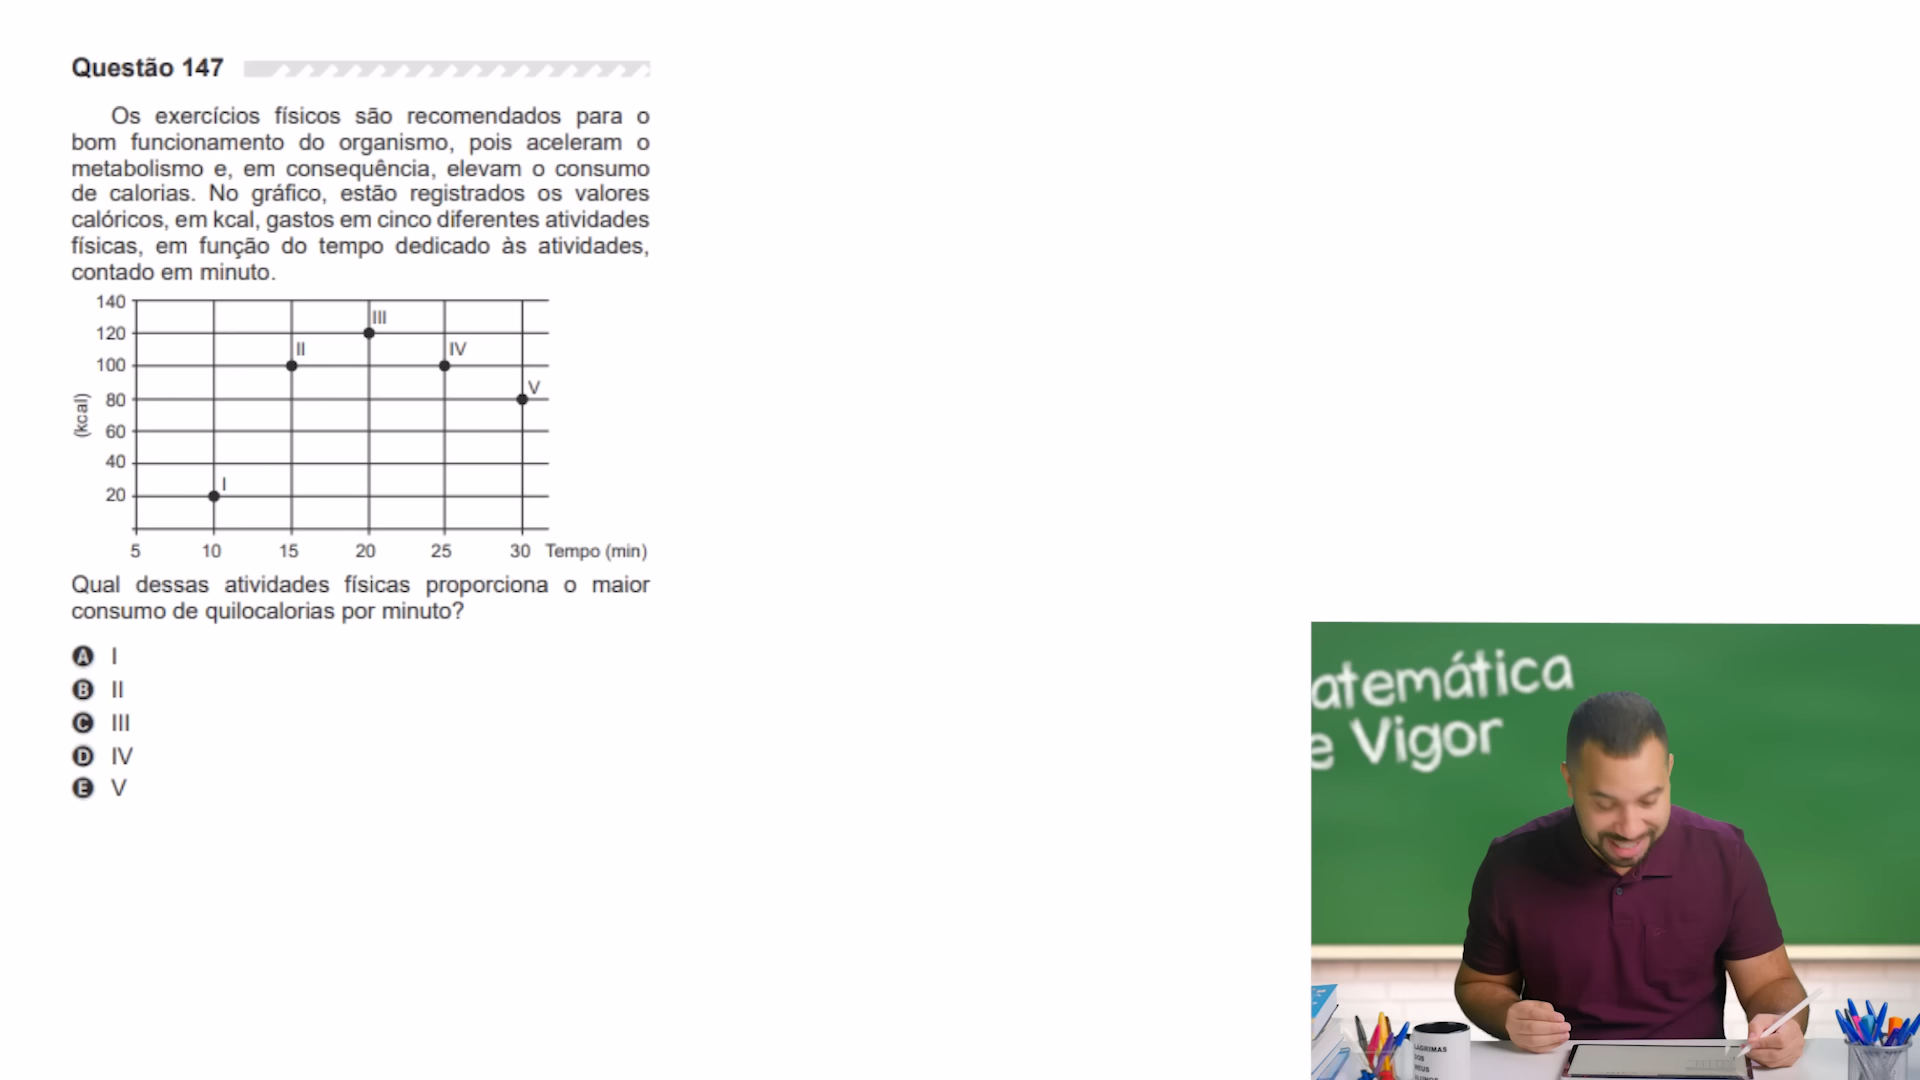 Questão 147
Os exercícios físicos são recomendados para o
bom funcionamento do organismo, pois aceleram o
metabolismo e, em consequência, elevam o consumo
de calorias. No gráfico, estão registrados os valores
calóricos, em kcal, gastos em cinco diferentes atividades
físicas, em função do tempo dedicado às atividades,
contado em minuto.
140
120
100
80
60
40
20
(kcal)
I
II
III
IV
V
5 10 15 20 25 30 Tempo (min)
Qual dessas atividades físicas proporciona o maior
consumo de quilocalorias por minuto?
A I
B II
C III
D IV
E V
atemática
e Vigor
LÁGRIMAS
DOS
MEUS